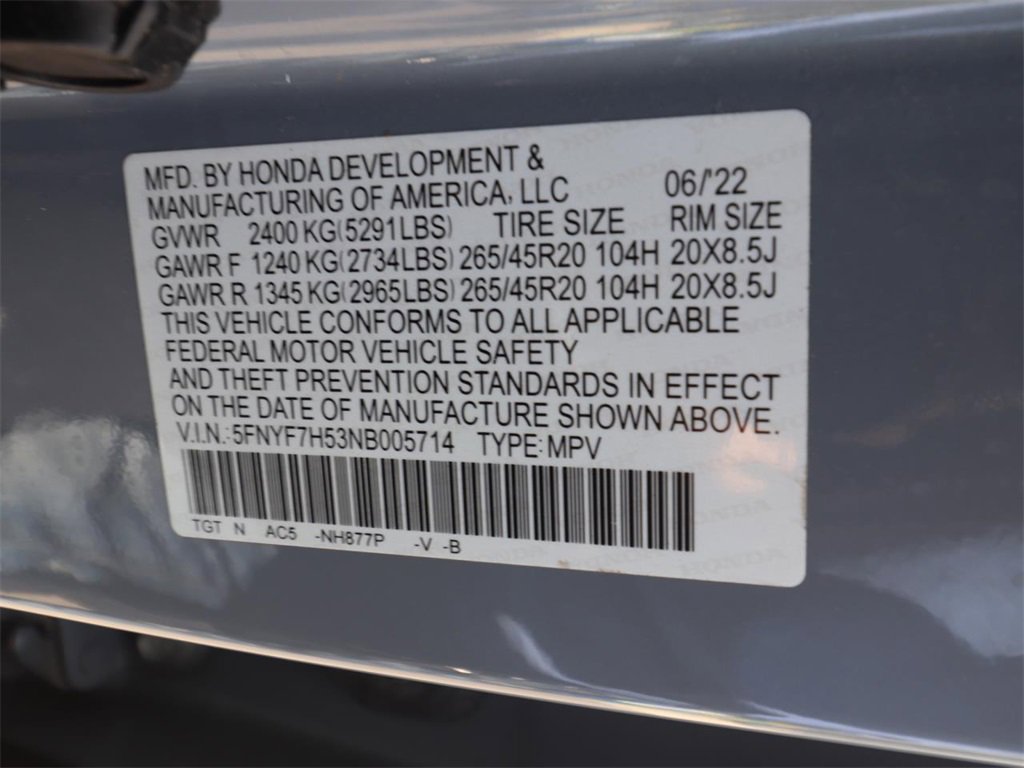 MFD. BY HONDA DEVELOPMENT &
MANUFACTURING OF AMERICA, LLC 06/'22
GVWR 2400 KG(5291LBS) TIRE SIZE RIM SIZE
GAWR F 1240 KG(2734LBS) 265/45R20 104H 20X8.5J
GAWR R 1345 KG(2965LBS) 265/45R20 104H 20X8.5J
THIS VEHICLE CONFORMS TO ALL APPLICABLE
FEDERAL MOTOR VEHICLE SAFETY
AND THEFT PREVENTION STANDARDS IN EFFECT
ON THE DATE OF MANUFACTURE SHOWN ABOVE.
V.I.N.:5FNYF7H53NB005714 TYPE:MPV
TGT N AC5 -NH877P -V -B